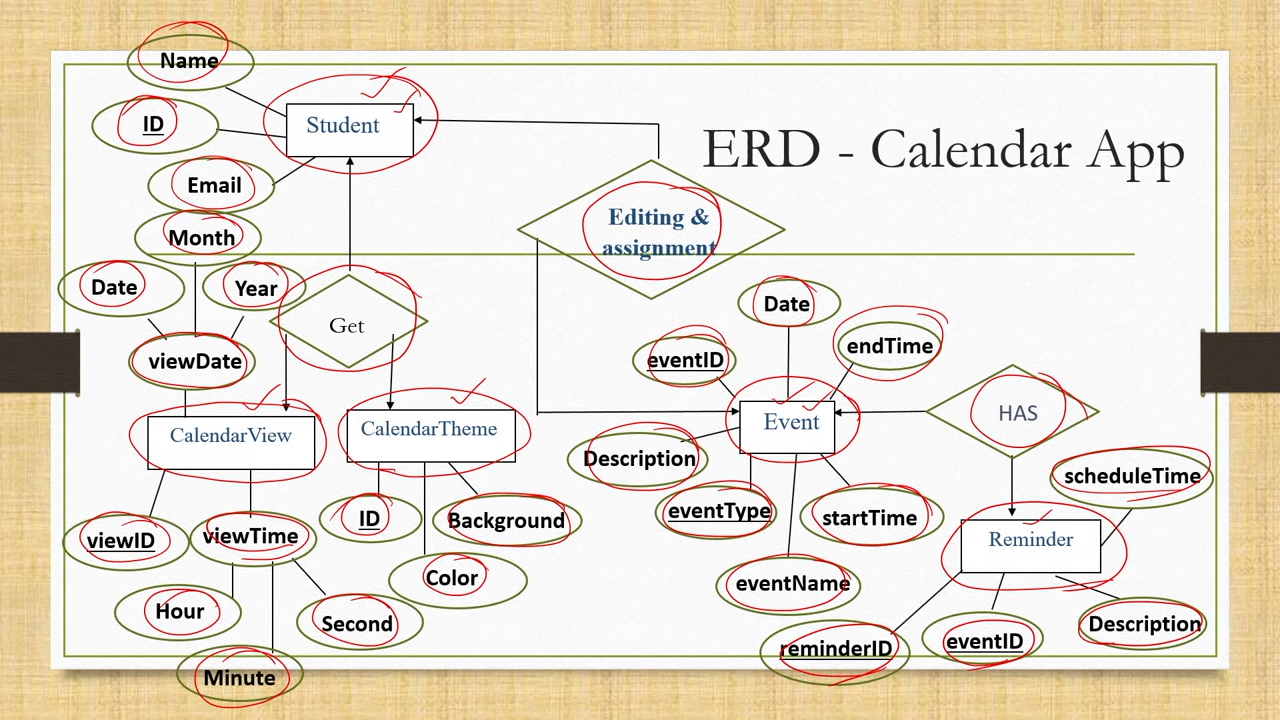 Name
ERD - Calendar App
Student
ID
Email
Editing &
assignment
Month
Date
Year
Get
viewDate
Date
endTime
eventID
HAS
CalendarView
CalendarTheme
Event
Description
scheduleTime
viewID
viewTime
ID
Background
eventType
startTime
Reminder
Color
eventName
Hour
Second
Minute
reminderID
eventID
Description